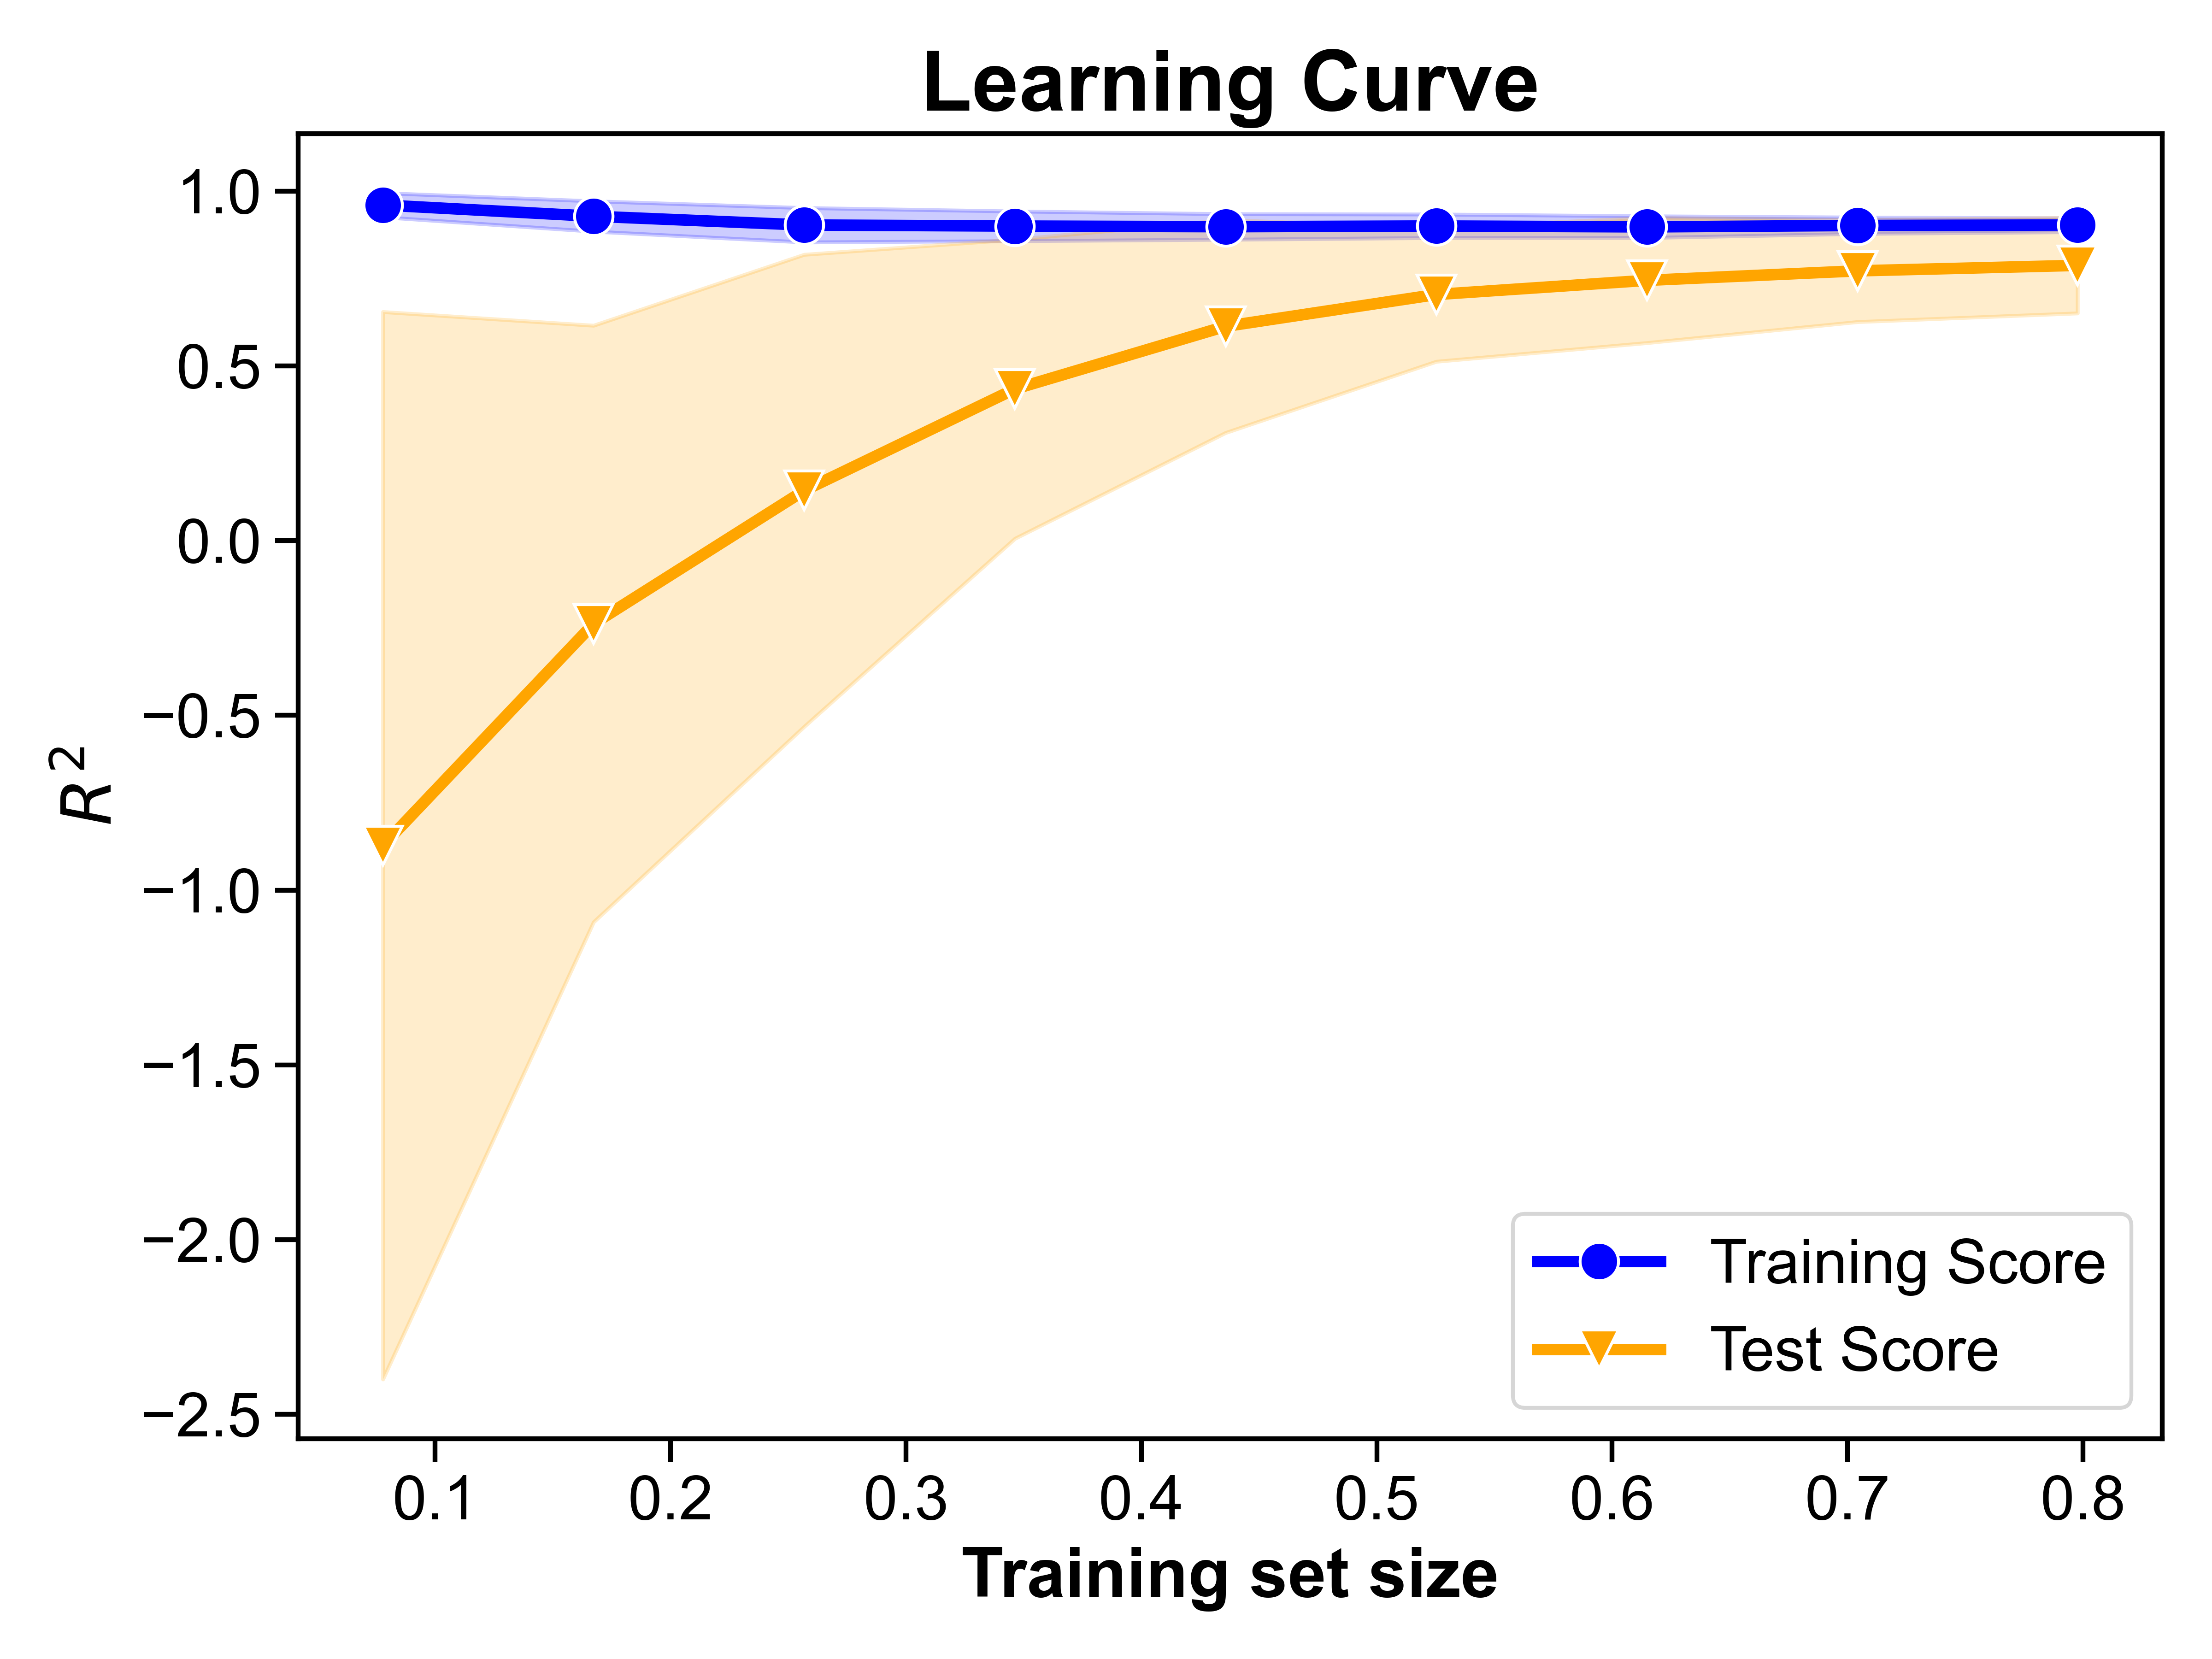 Learning Curve
1.0
0.5
0.0
−0.5
−1.0
−1.5
−2.0
−2.5
R²
Training Score
Test Score
0.1 0.2 0.3 0.4 0.5 0.6 0.7 0.8
Training set size